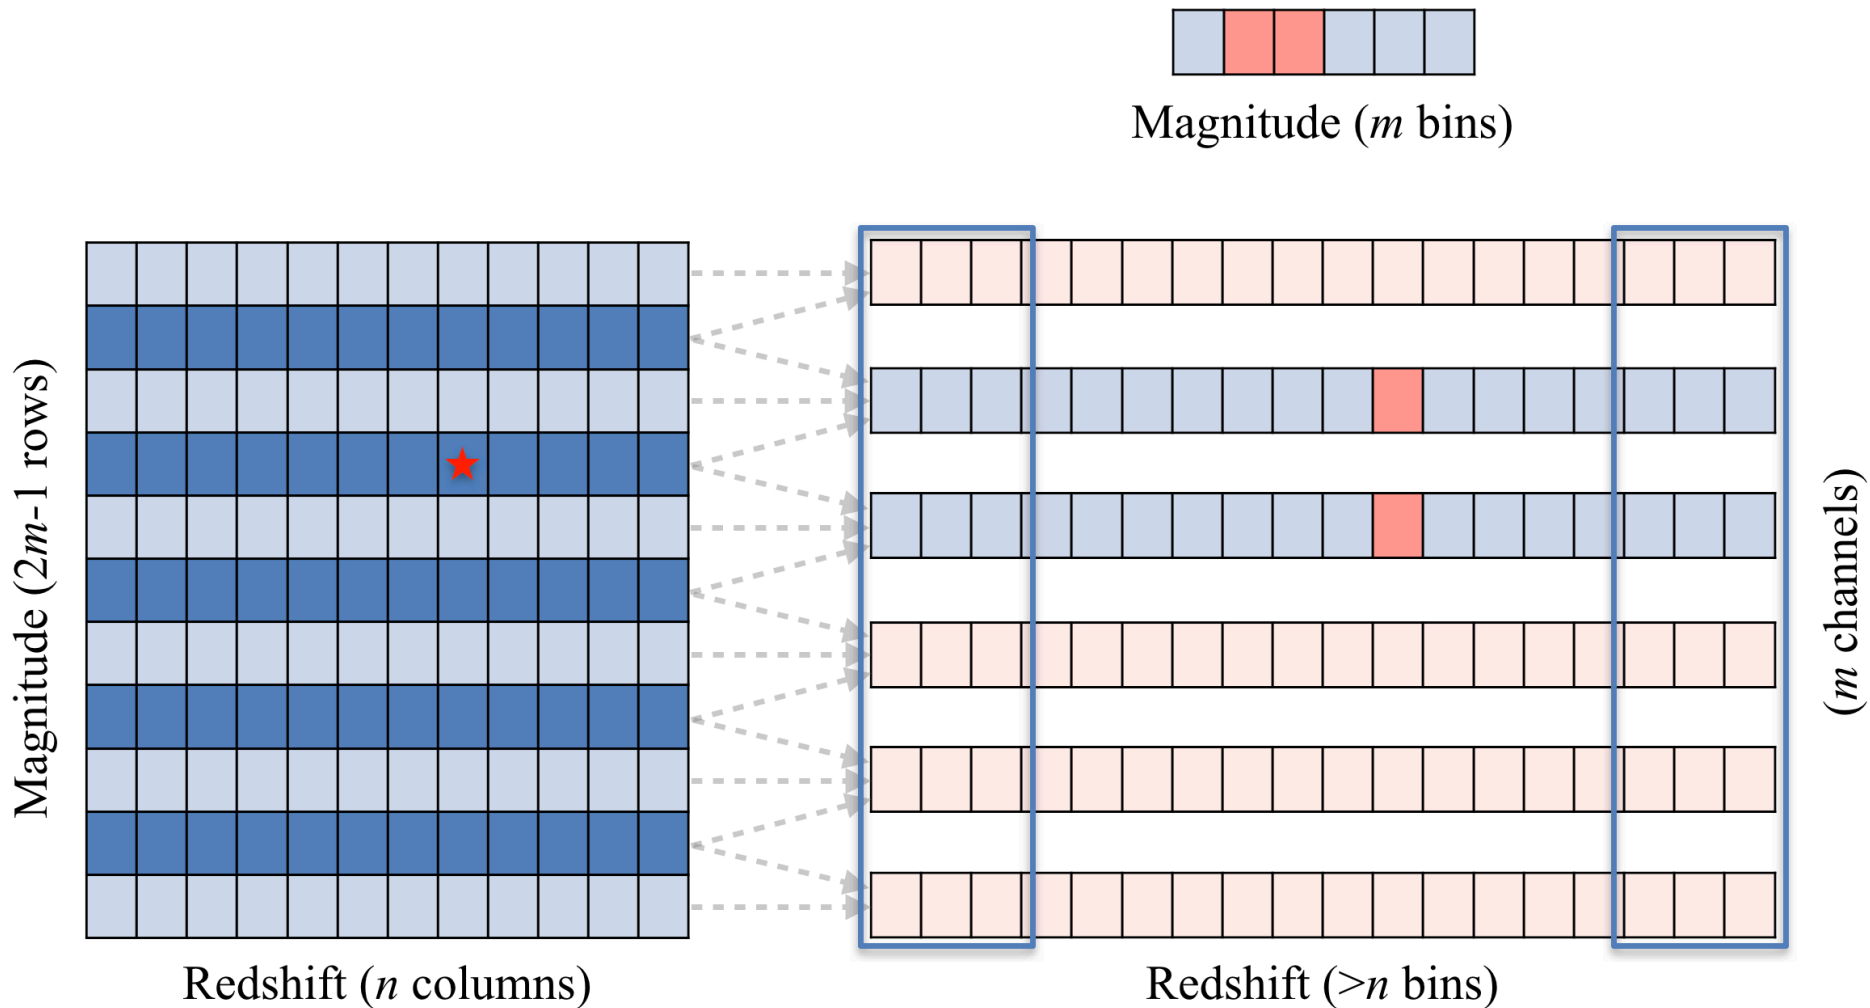 Magnitude (m bins)
Magnitude (2m-1 rows)
(m channels)
Redshift (n columns)
Redshift (>n bins)